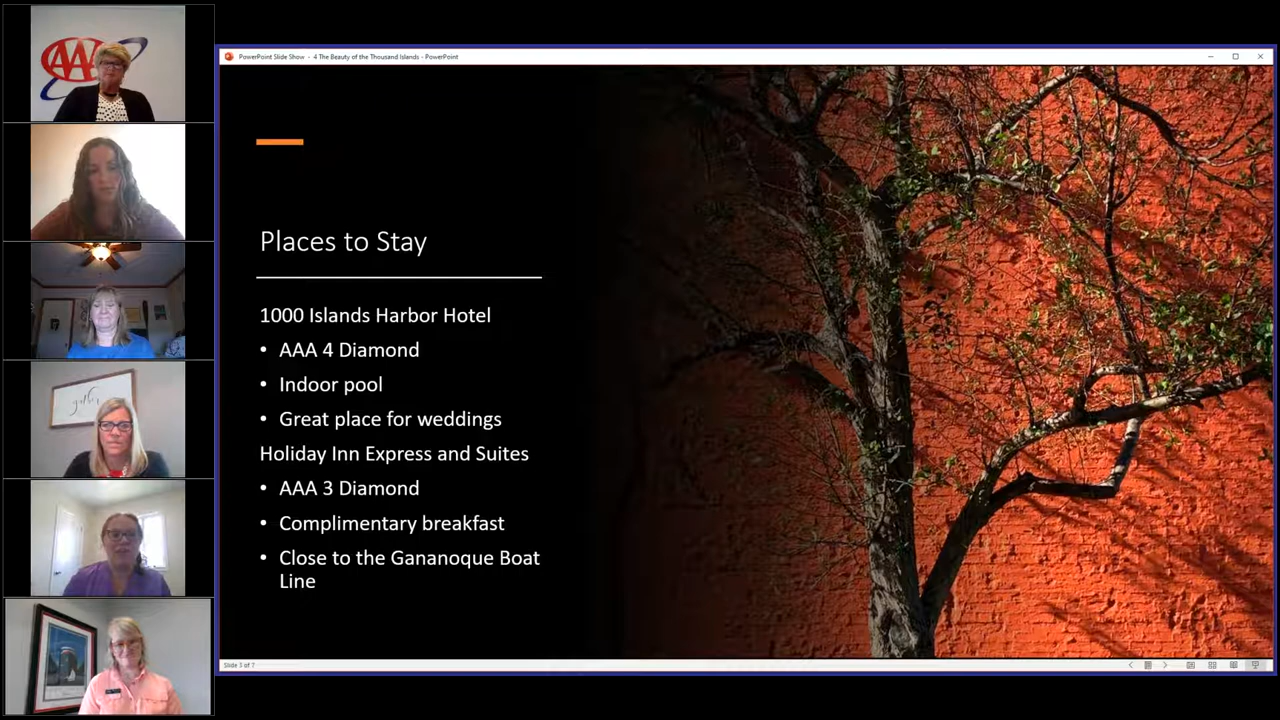 AAA
gather
PowerPoint Slide Show - 4 The Beauty of the Thousand Islands - PowerPoint
Places to Stay
1000 Islands Harbor Hotel
• AAA 4 Diamond
• Indoor pool
• Great place for weddings
Holiday Inn Express and Suites
• AAA 3 Diamond
• Complimentary breakfast
• Close to the Gananoque Boat
Line
Slide 3 of 7